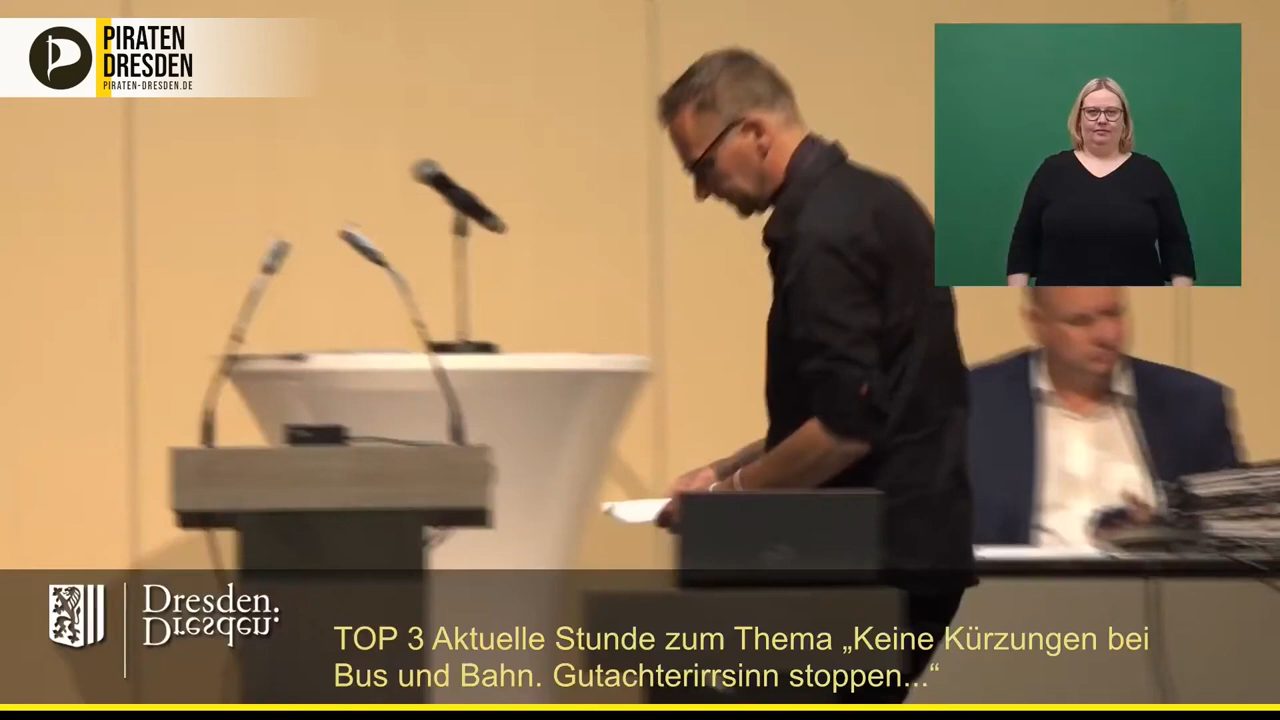 PIRATEN
DRESDEN
PIRATEN-DRESDEN.DE
Dresden.
Dresden.
TOP 3 Aktuelle Stunde zum Thema „Keine Kürzungen bei
Bus und Bahn. Gutachterirrsinn stoppen...“